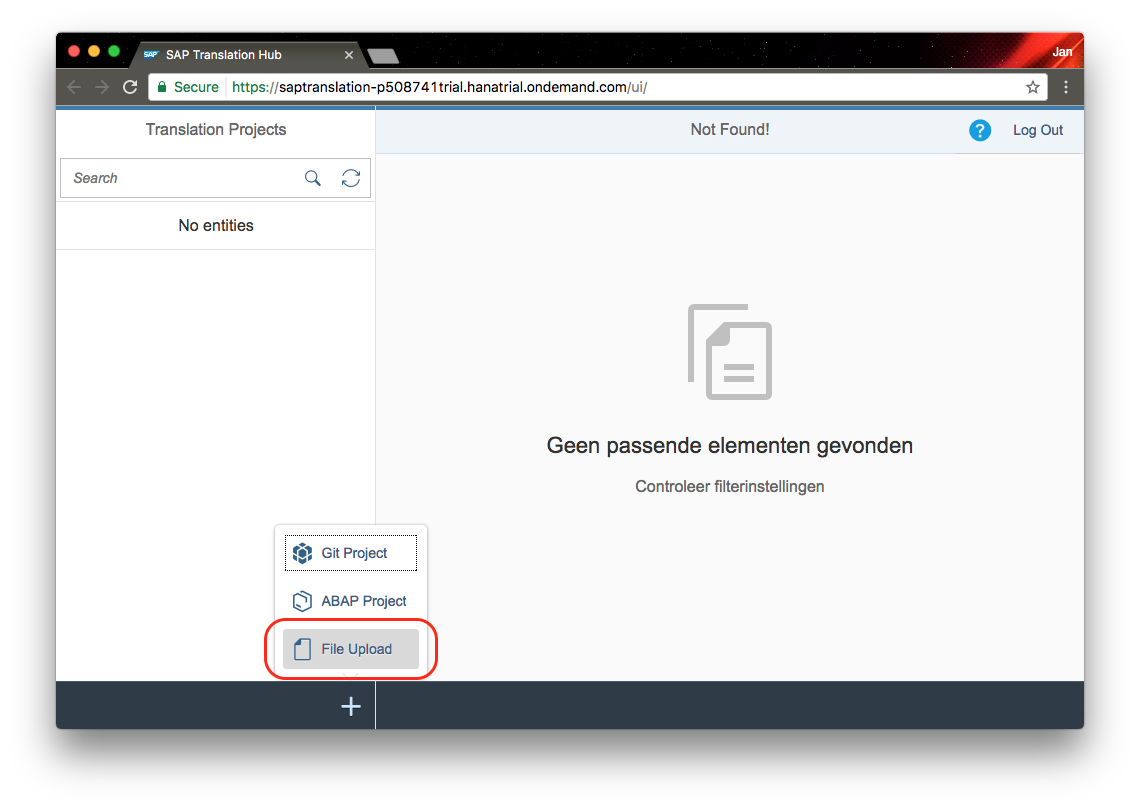 SAP SAP Translation Hub
Jan
Secure https://saptranslation-p508741trial.hanatrial.ondemand.com/ui/
Translation Projects
Not Found!
? Log Out
Search
No entities
Geen passende elementen gevonden
Controleer filterinstellingen
Git Project
ABAP Project
File Upload